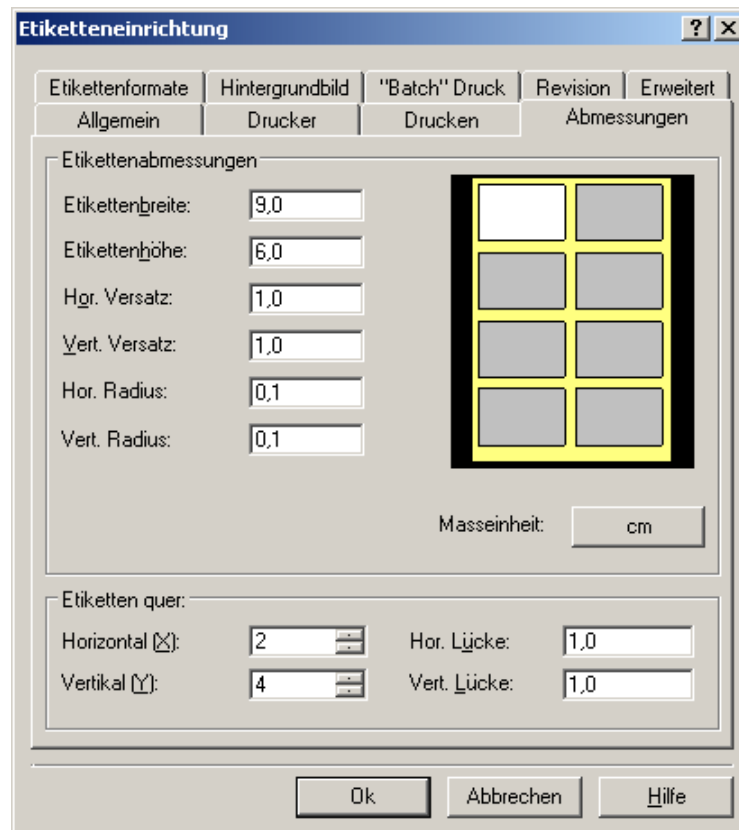 Etiketteneinrichtung
Etikettenformate Hintergrundbild "Batch" Druck Revision Erweitert
Allgemein Drucker Drucken Abmessungen
Etikettenabmessungen
Etikettenbreite: 9,0
Etikettenhöhe: 6,0
Hor. Versatz: 1,0
Vert. Versatz: 1,0
Hor. Radius: 0,1
Vert. Radius: 0,1
Masseinheit: cm
Etiketten quer:
Horizontal (X): 2 Hor. Lücke: 1,0
Vertikal (Y): 4 Vert. Lücke: 1,0
Ok Abbrechen Hilfe